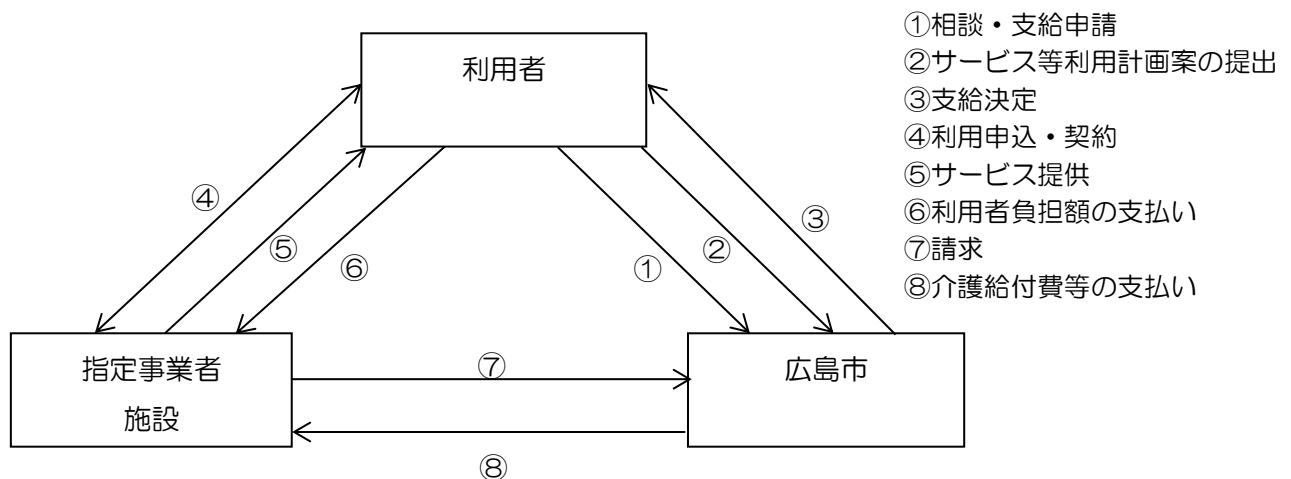 利用者
①相談・支給申請
②サービス等利用計画案の提出
③支給決定
④利用申込・契約
⑤サービス提供
⑥利用者負担額の支払い
⑦請求
⑧介護給付費等の支払い
④
⑤
⑥
①
②
③
指定事業者
施設
⑦
広島市
⑧